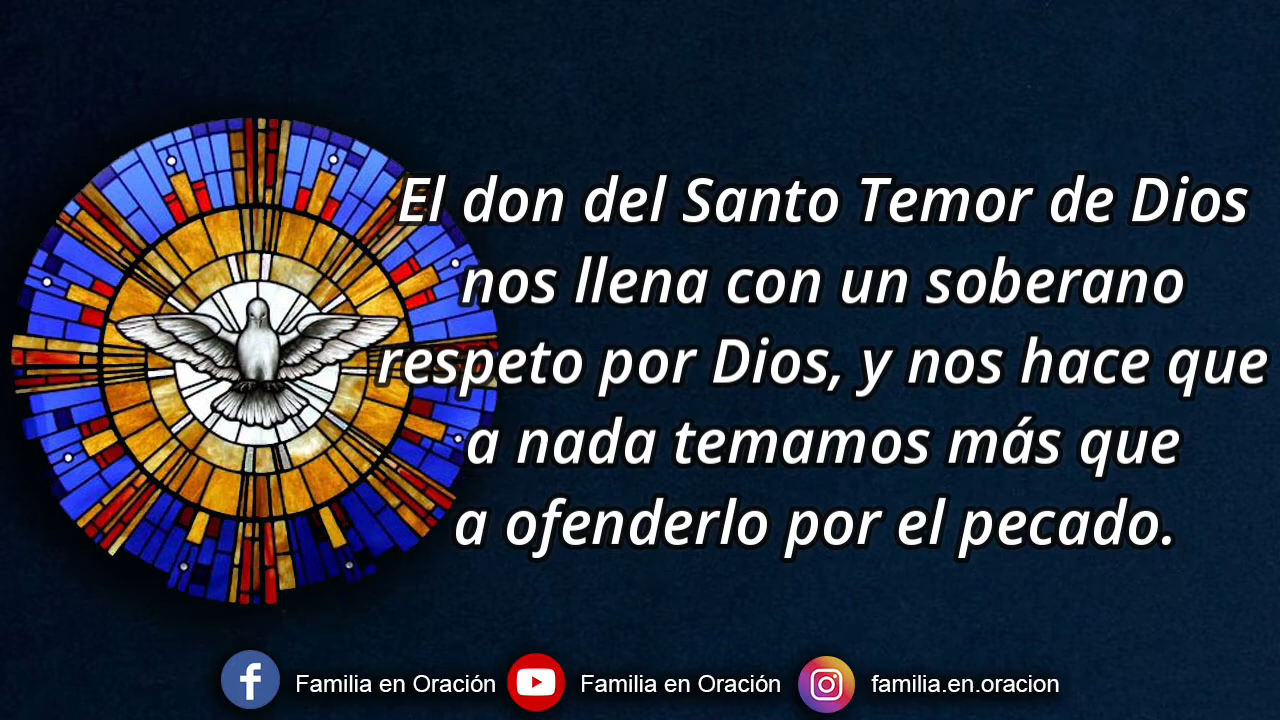 El don del Santo Temor de Dios
nos llena con un soberano
respeto por Dios, y nos hace que
a nada temamos más que
a ofenderlo por el pecado.
Familia en Oración Familia en Oración familia.en.oracion